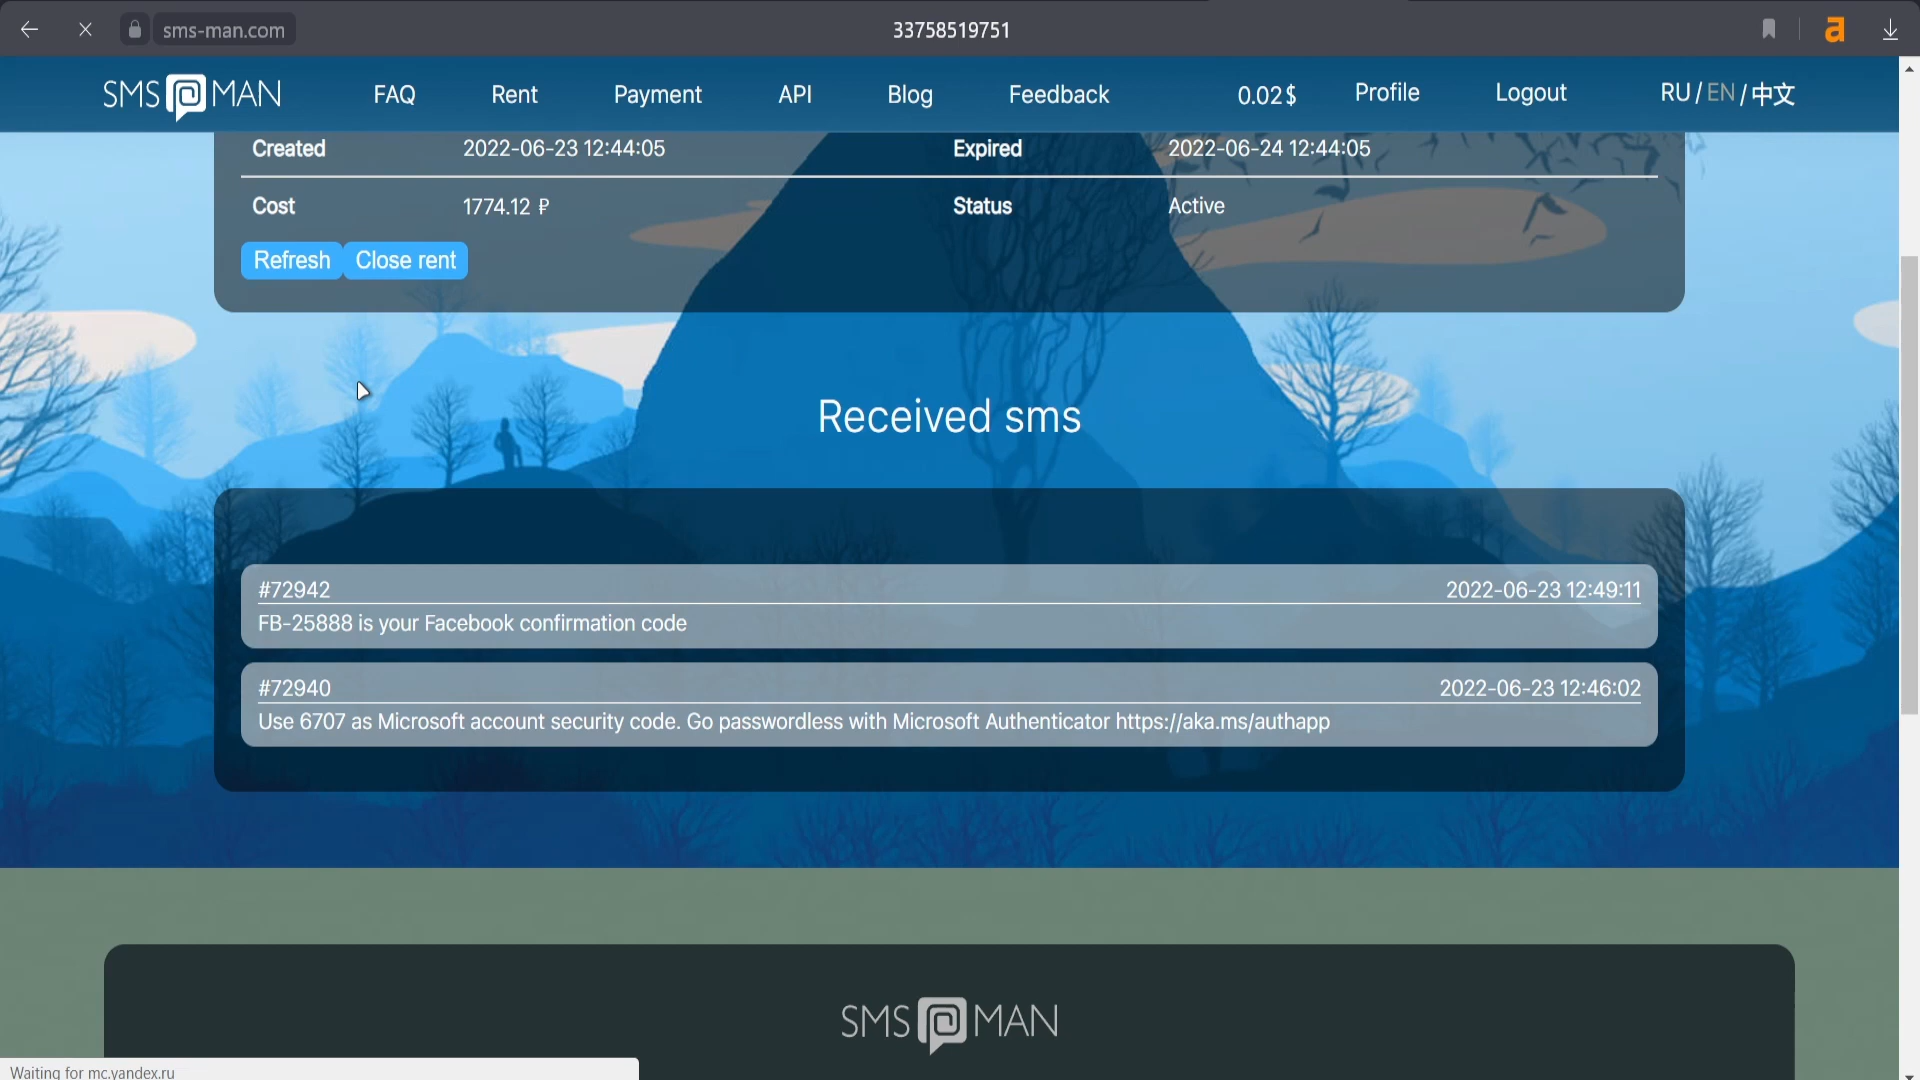 sms-man.com
33758519751
a
SMS MAN
FAQ
Rent
Payment
API
Blog
Feedback
0.02$
Profile
Logout
RU / EN / 中文
Created
2022-06-23 12:44:05
Expired
2022-06-24 12:44:05
Cost
1774.12 ₽
Status
Active
Refresh
Close rent
Received sms
#72942
2022-06-23 12:49:11
FB-25888 is your Facebook confirmation code
#72940
2022-06-23 12:46:02
Use 6707 as Microsoft account security code. Go passwordless with Microsoft Authenticator https://aka.ms/authapp
SMS MAN
Waiting for mc.yandex.ru